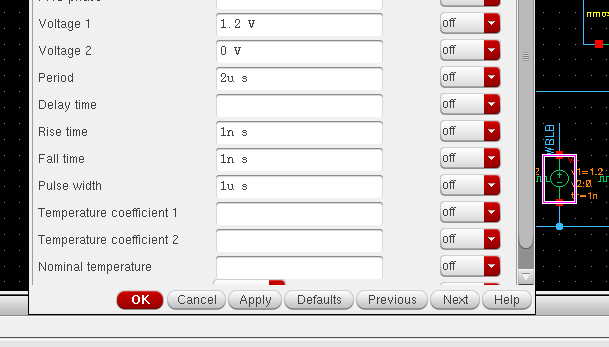 Voltage 1 1.2 V off
Voltage 2 0 V off
Period 2u s off
Delay time off
Rise time 1n s off
Fall time 1n s off
Pulse width 1u s off
Temperature coefficient 1 off
Temperature coefficient 2 off
Nominal temperature off
OK Cancel Apply Defaults Previous Next Help
nmos
WBLB
v1=1.2
v2:0
tr=1n